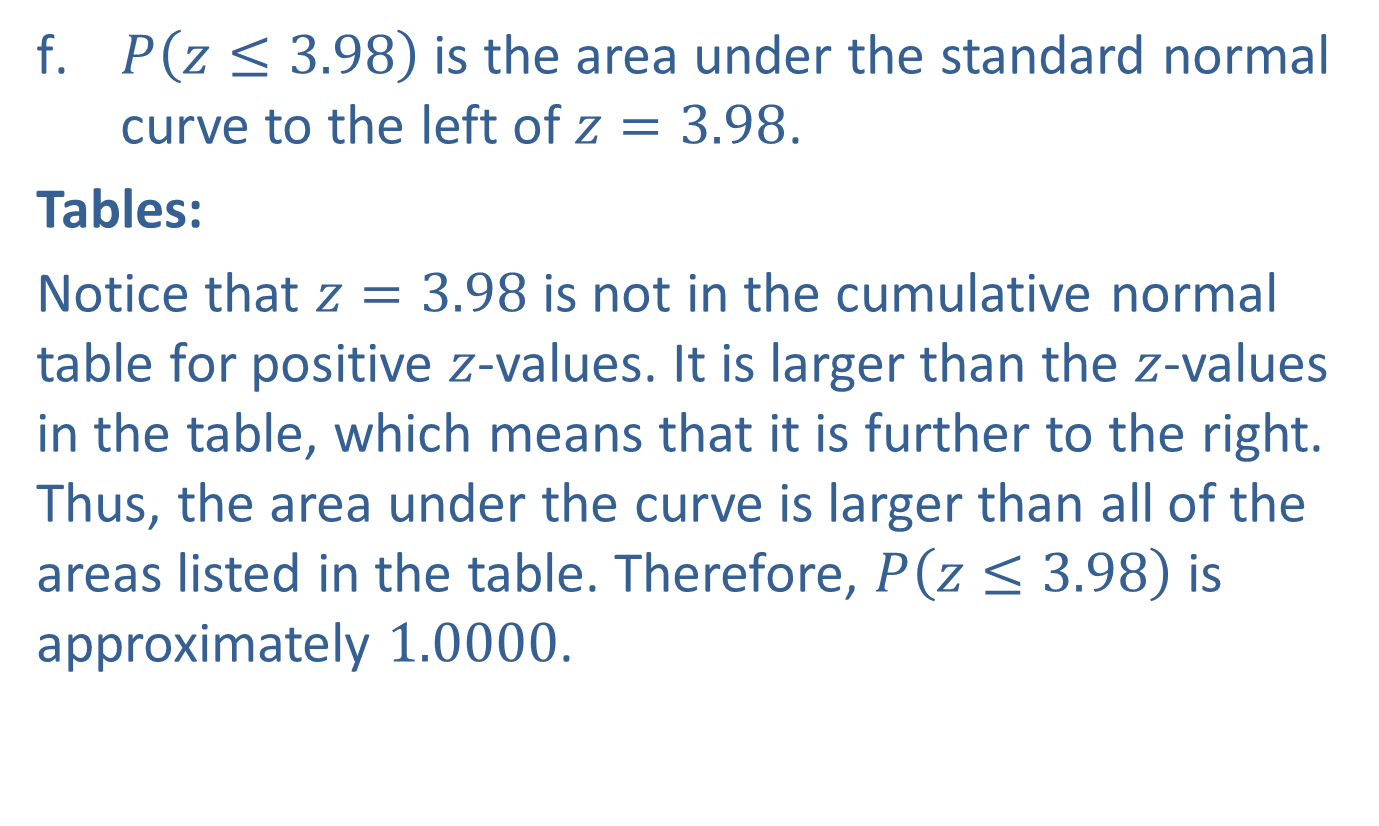 f. P(z ≤ 3.98) is the area under the standard normal
curve to the left of z = 3.98.
Tables:
Notice that z = 3.98 is not in the cumulative normal
table for positive z-values. It is larger than the z-values
in the table, which means that it is further to the right.
Thus, the area under the curve is larger than all of the
areas listed in the table. Therefore, P(z ≤ 3.98) is
approximately 1.0000.